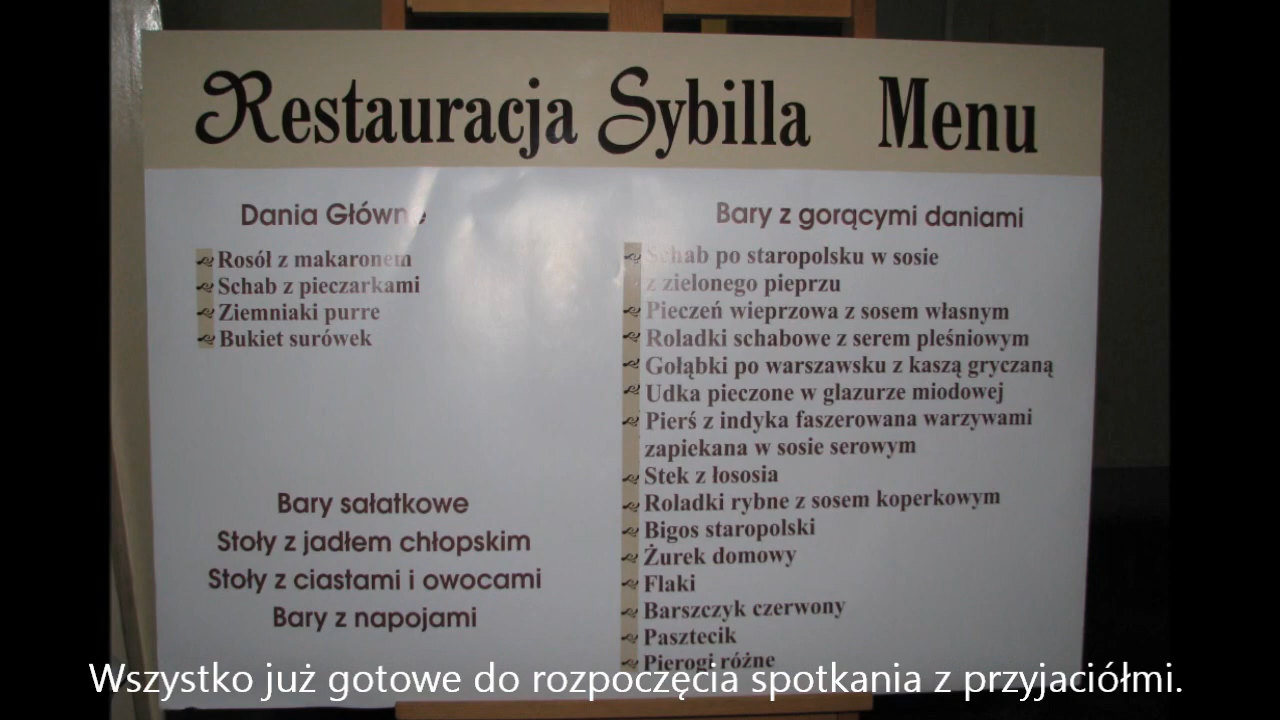 Restauracja Sybilla Menu
Dania Główne
Rosół z makaronem
Schab z pieczarkami
Ziemniaki purre
Bukiet surówek
Bary sałatkowe
Stoły z jadłem chłopskim
Stoły z ciastami i owocami
Bary z napojami
Bary z gorącymi daniami
Schab po staropolsku w sosie
z zielonego pieprzu
Pieczeń wieprzowa z sosem własnym
Roladki schabowe z serem pleśniowym
Gołąbki po warszawsku z kaszą gryczaną
Udka pieczone w glazurze miodowej
Pierś z indyka faszerowana warzywami
zapiekana w sosie serowym
Stek z łososia
Roladki rybne z sosem koperkowym
Bigos staropolski
Żurek domowy
Flaki
Barszczyk czerwony
Pasztecik
Pierogi różne
Wszystko już gotowe do rozpoczęcia spotkania z przyjaciółmi.